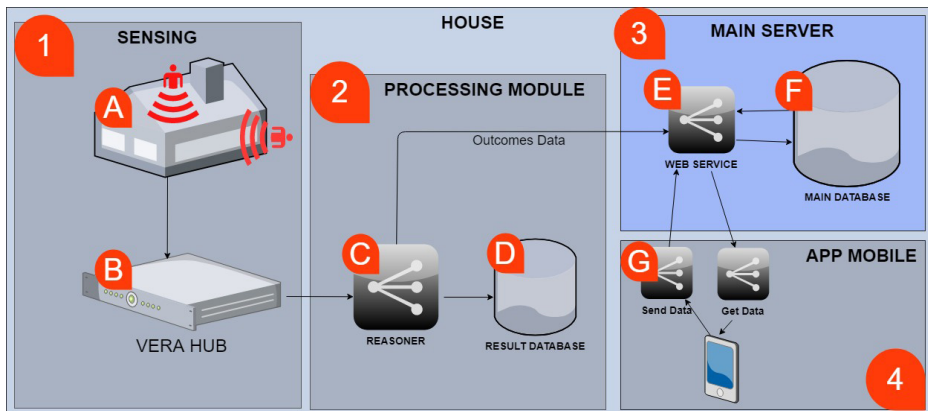 HOUSE
1
SENSING
A
B
VERA HUB
2
PROCESSING MODULE
Outcomes Data
C
REASONER
D
RESULT DATABASE
3
MAIN SERVER
E
WEB SERVICE
F
MAIN DATABASE
APP MOBILE
G
Send Data
Get Data
4